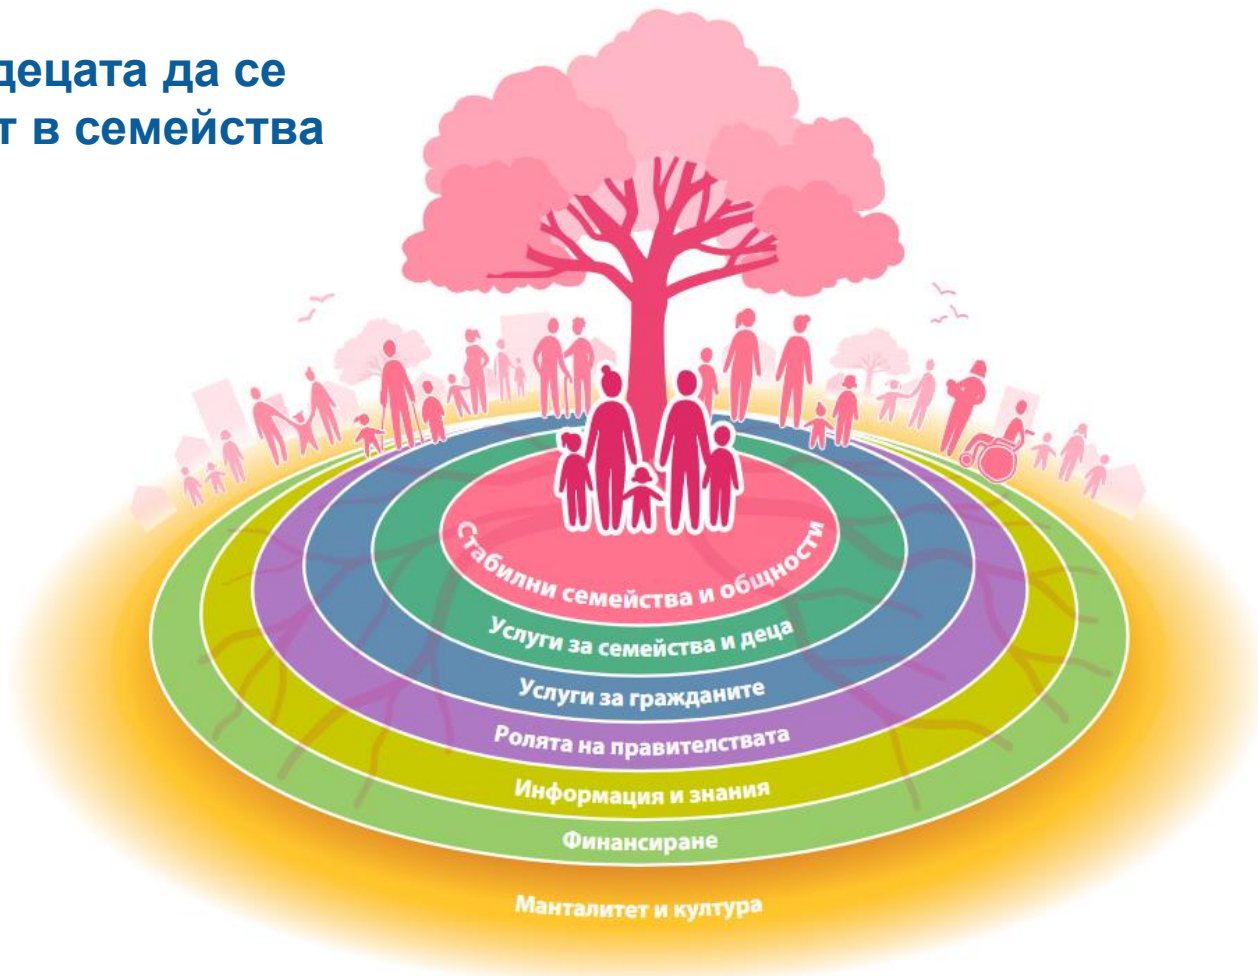 децата да се
т в семейства
Стабилни семейства и общности
Услуги за семейства и деца
Услуги за гражданите
Ролята на правителствата
Информация и знания
Финансиране
Манталитет и култура